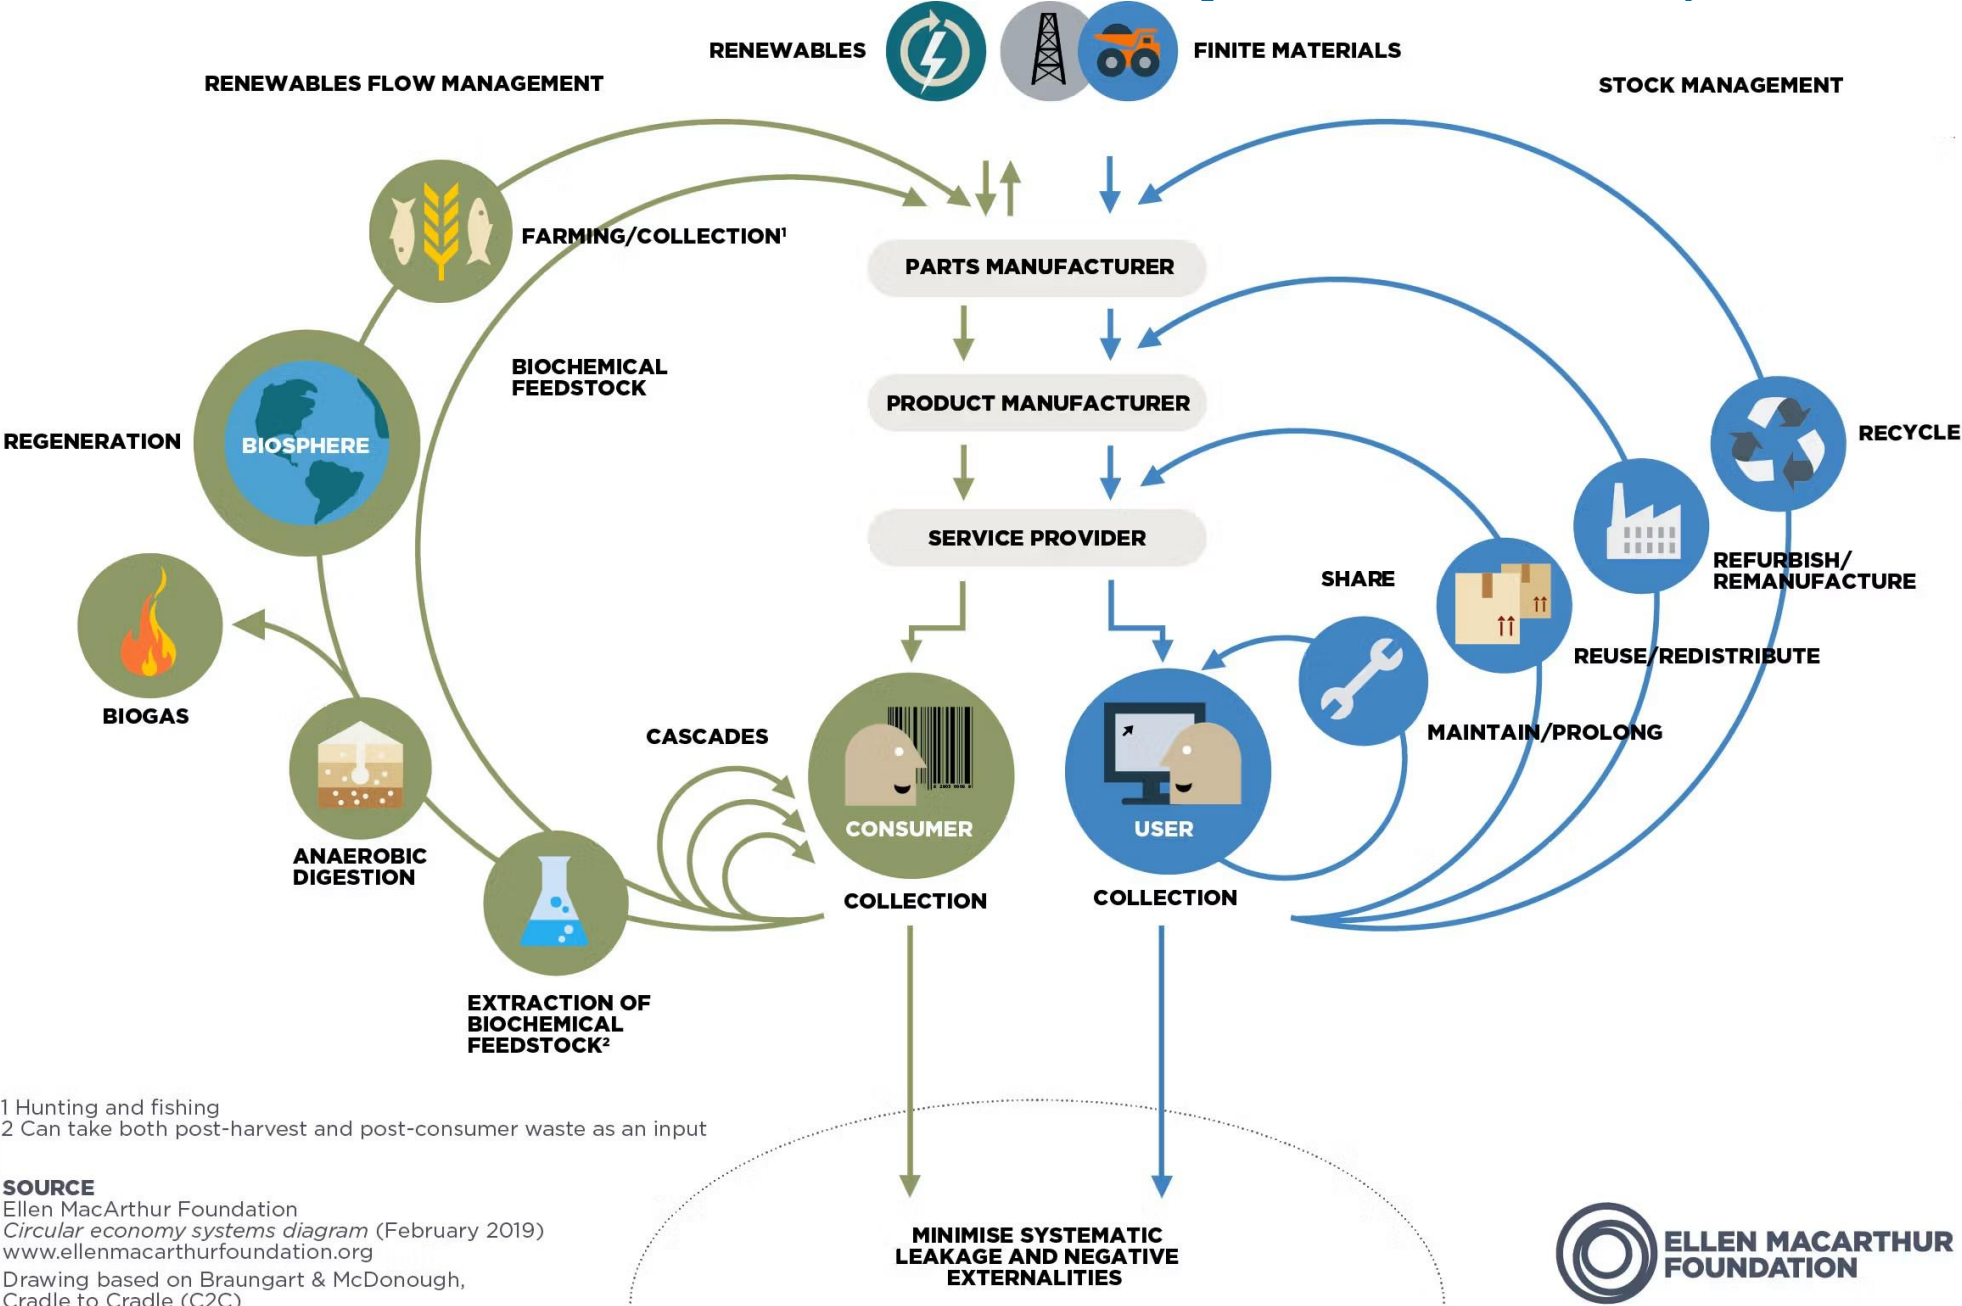 RENEWABLES
FINITE MATERIALS
RENEWABLES FLOW MANAGEMENT
STOCK MANAGEMENT
FARMING/COLLECTION¹
PARTS MANUFACTURER
BIOCHEMICAL
FEEDSTOCK
PRODUCT MANUFACTURER
REGENERATION
BIOSPHERE
RECYCLE
SERVICE PROVIDER
SHARE
REFURBISH/
REMANUFACTURE
REUSE/REDISTRIBUTE
BIOGAS
CASCADES
MAINTAIN/PROLONG
CONSUMER
USER
ANAEROBIC
DIGESTION
COLLECTION
COLLECTION
EXTRACTION OF
BIOCHEMICAL
FEEDSTOCK²
1 Hunting and fishing
2 Can take both post-harvest and post-consumer waste as an input
SOURCE
Ellen MacArthur Foundation
Circular economy systems diagram (February 2019)
www.ellenmacarthurfoundation.org
Drawing based on Braungart & McDonough,
Cradle to Cradle (C2C)
MINIMISE SYSTEMATIC
LEAKAGE AND NEGATIVE
EXTERNALITIES
ELLEN MACARTHUR
FOUNDATION